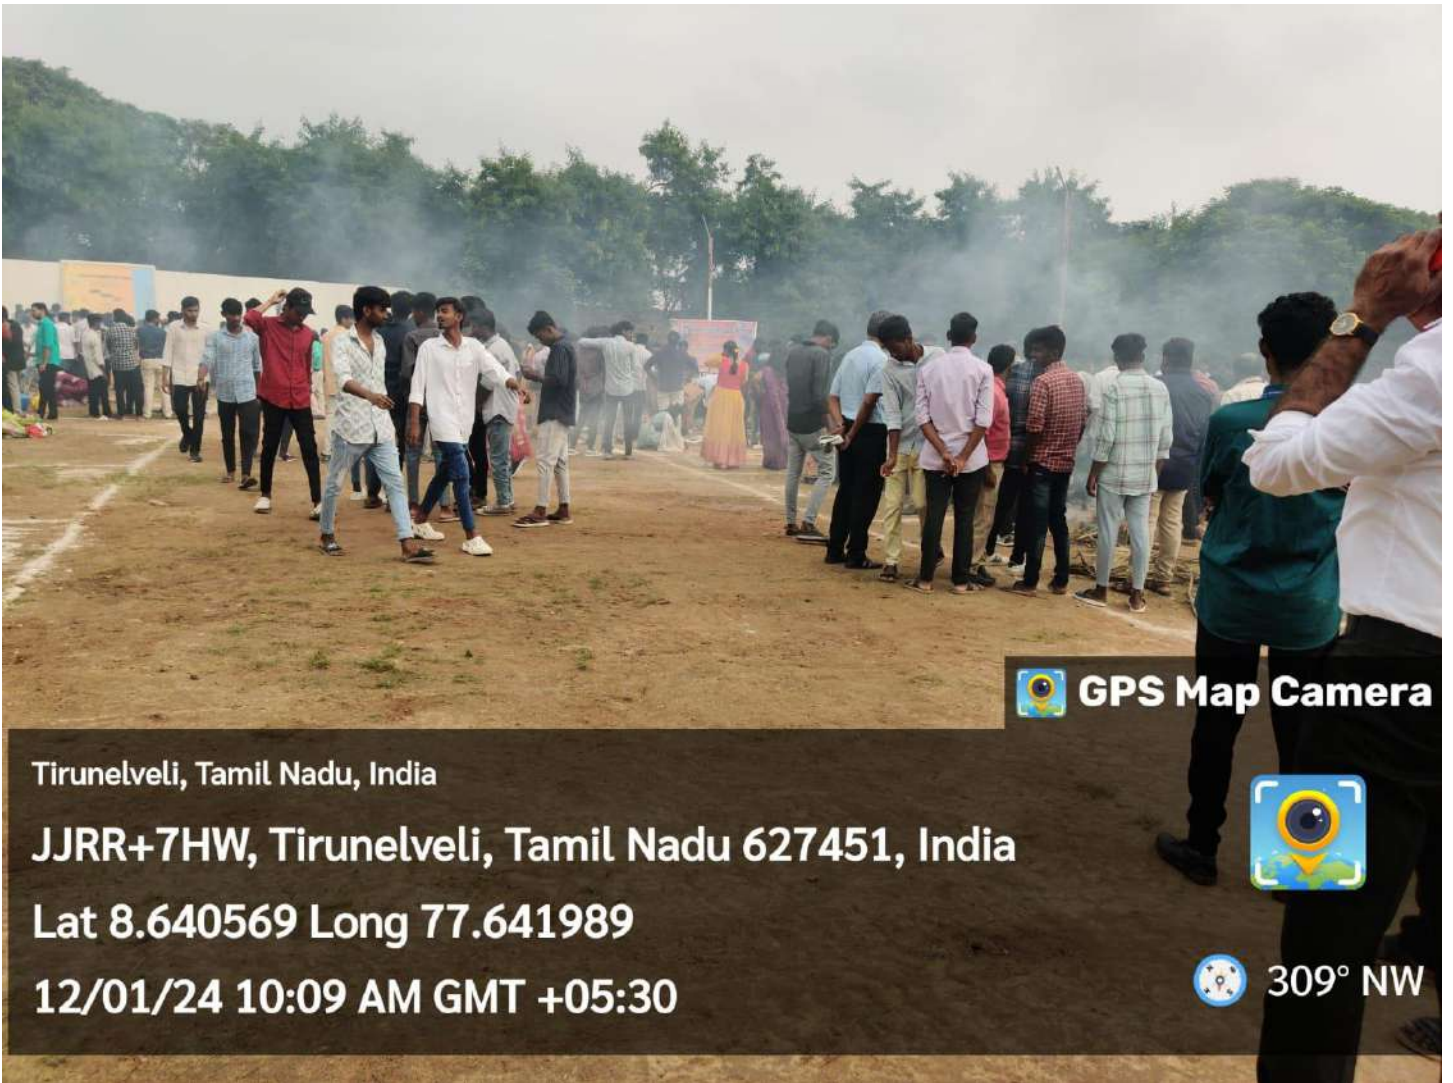 GPS Map Camera
Tirunelveli, Tamil Nadu, India
JJRR+7HW, Tirunelveli, Tamil Nadu 627451, India
Lat 8.640569 Long 77.641989
12/01/24 10:09 AM GMT +05:30
309° NW